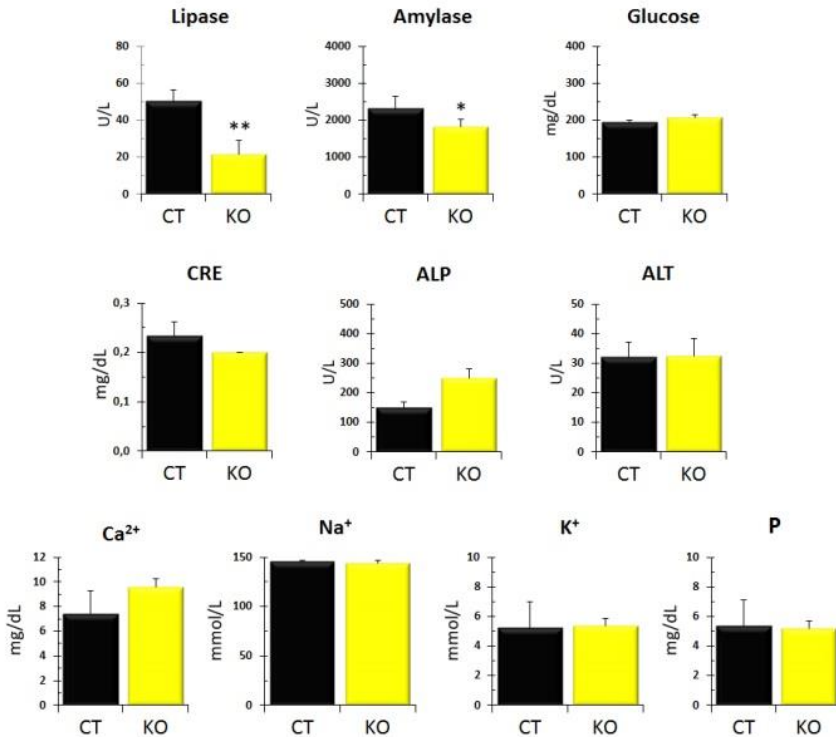 Lipase
80
60
40
20
0
U/L
**
CT KO
Amylase
4000
3000
2000
1000
0
U/L
*
CT KO
Glucose
400
300
200
100
0
mg/dL
CT KO
CRE
0,3
0,2
0,1
0,0
mg/dL
CT KO
ALP
500
400
300
200
100
0
U/L
CT KO
ALT
50
40
30
20
10
0
U/L
CT KO
Ca²⁺
12
10
8
6
4
2
0
mg/dL
CT KO
Na⁺
150
100
50
0
mmol/L
CT KO
K⁺
10
8
6
4
2
0
mmol/L
CT KO
P
10
8
6
4
2
0
mg/dL
CT KO